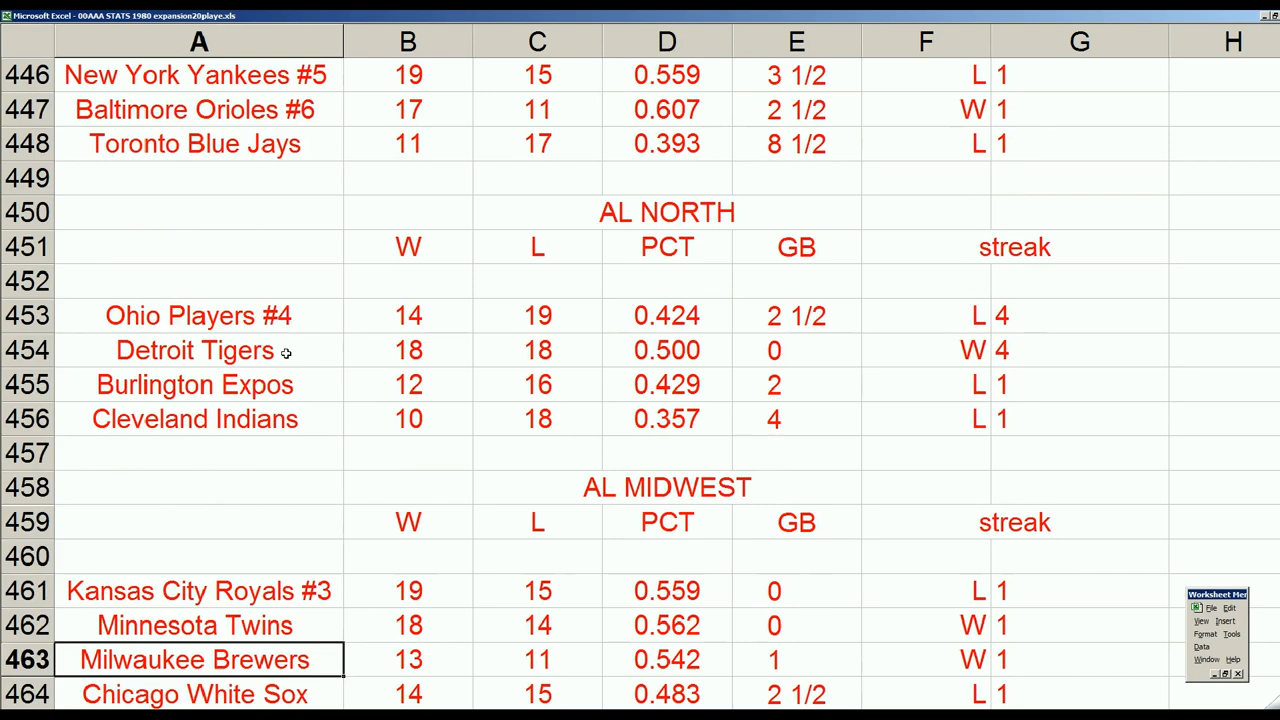 Microsoft Excel - 00AAA STATS 1980 expansion20playe.xls
A B C D E F G H
446 New York Yankees #5 19 15 0.559 3 1/2 L 1
447 Baltimore Orioles #6 17 11 0.607 2 1/2 W 1
448 Toronto Blue Jays 11 17 0.393 8 1/2 L 1
449
450 AL NORTH
451 W L PCT GB streak
452
453 Ohio Players #4 14 19 0.424 2 1/2 L 4
454 Detroit Tigers 18 18 0.500 0 W 4
455 Burlington Expos 12 16 0.429 2 L 1
456 Cleveland Indians 10 18 0.357 4 L 1
457
458 AL MIDWEST
459 W L PCT GB streak
460
461 Kansas City Royals #3 19 15 0.559 0 L 1
462 Minnesota Twins 18 14 0.562 0 W 1
463 Milwaukee Brewers 13 11 0.542 1 W 1
464 Chicago White Sox 14 15 0.483 2 1/2 L 1
Worksheet Mer
File Edit
View Insert
Format Tools
Data
Window Help